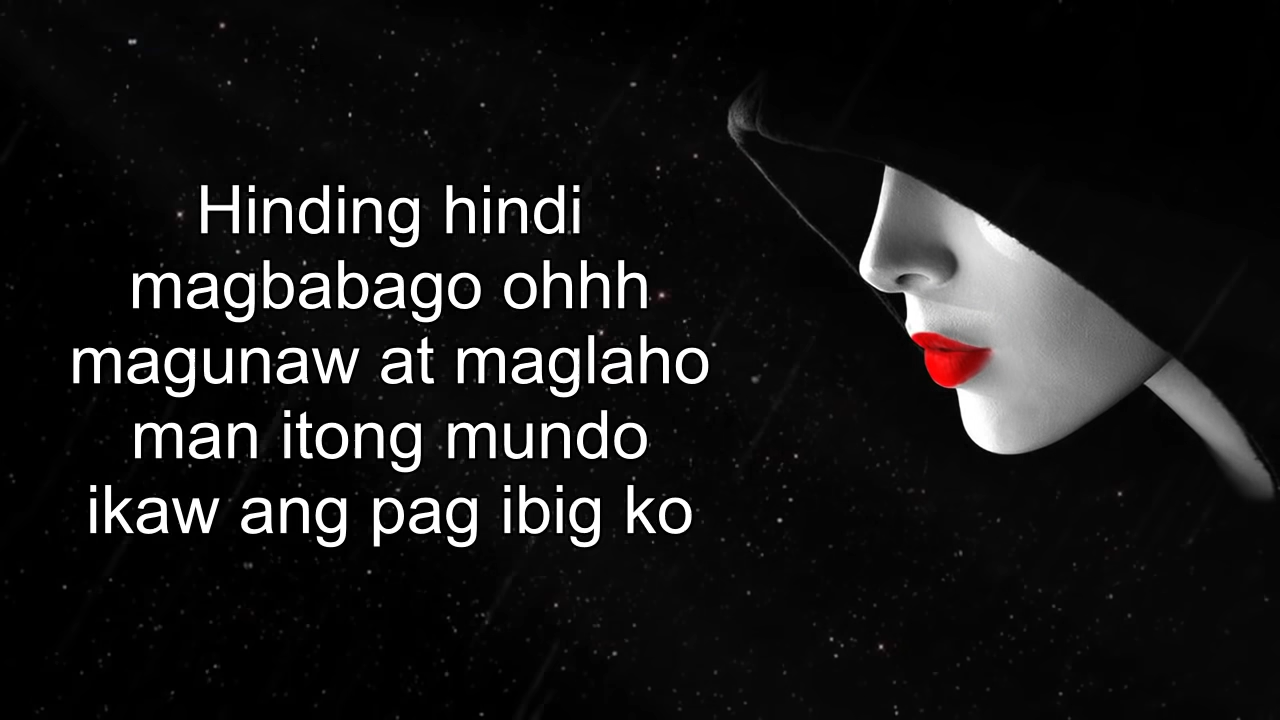 Hinding hindi
magbabago ohhh
magunaw at maglaho
man itong mundo
ikaw ang pag ibig ko